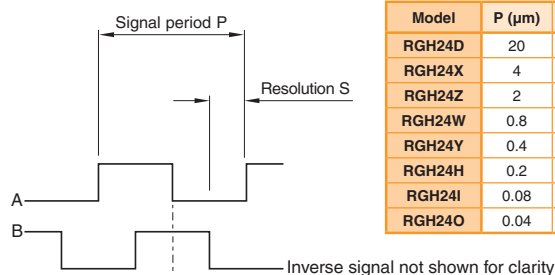 Signal period P
Resolution S
A
B
Inverse signal not shown for clarity
Model P (µm)
RGH24D 20
RGH24X 4
RGH24Z 2
RGH24W 0.8
RGH24Y 0.4
RGH24H 0.2
RGH24I 0.08
RGH24O 0.04